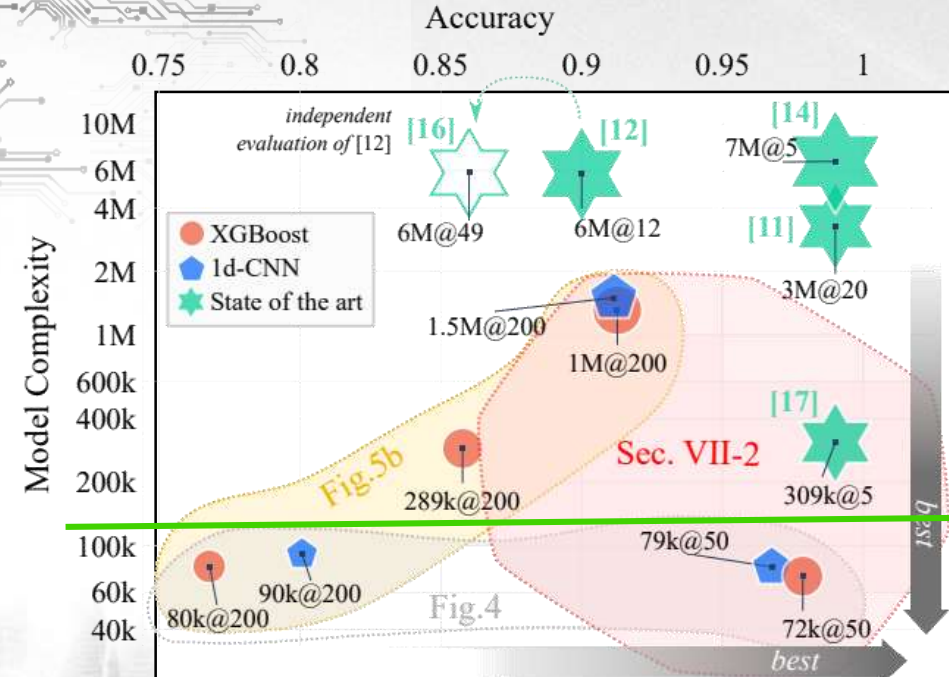 Accuracy
0.75 0.8 0.85 0.9 0.95 1
Model Complexity
10M
6M
4M
2M
1M
600k
400k
200k
100k
60k
40k
independent
evaluation of [12]
[16]
[12]
[14]
7M@5
6M@49
6M@12
[11]
3M@20
XGBoost
1d-CNN
State of the art
1.5M@200
1M@200
[17]
Sec. VII-2
Fig.5b
289k@200
309k@5
best
79k@50
90k@200
80k@200
Fig.4
72k@50
best